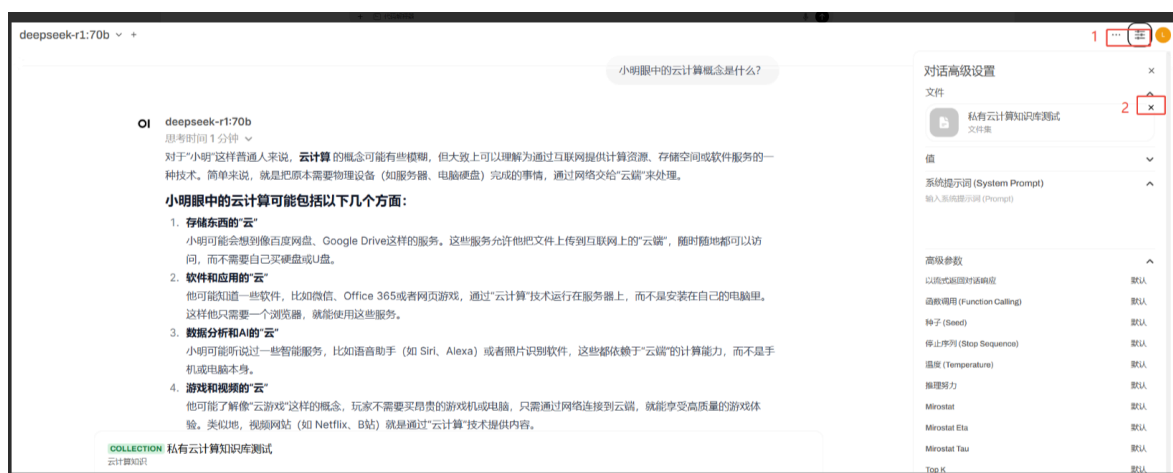 deepseek-r1:70b
1
L
小明眼中的云计算概念是什么?
OI deepseek-r1:70b
思考时间 1 分钟
对于“小明”这样普通人来说，云计算 的概念可能有些模糊，但大致上可以理解为通过互联网提供计算资源、存储空间或软件服务的一
种技术。简单来说，就是把原本需要物理设备（如服务器、电脑硬盘）完成的事情，通过网络交给“云端”来处理。
小明眼中的云计算可能包括以下几个方面：
1. 存储东西的“云”
小明可能会想到像百度网盘、Google Drive这样的服务。这些服务允许他把文件上传到互联网上的“云端”，随时随地都可以访
问，而不需要自己买硬盘或U盘。
2. 软件和应用的“云”
他可能知道一些软件，比如微信、Office 365或者网页游戏，通过“云计算”技术运行在服务器上，而不是安装在自己的电脑里。
这样他只需要一个浏览器，就能使用这些服务。
3. 数据分析和AI的“云”
小明可能听说过一些智能服务，比如语音助手（如 Siri、Alexa）或者照片识别软件，这些都依赖于“云端”的计算能力，而不是手
机或电脑本身。
4. 游戏和视频的“云”
他可能了解像“云游戏”这样的概念，玩家不需要买昂贵的游戏机或电脑，只需通过网络连接到云端，就能享受高质量的游戏体
验。类似地，视频网站（如 Netflix、B站）就是通过“云计算”技术提供内容。
COLLECTION 私有云计算知识库测试
云计算知识
对话高级设置
文件
2
私有云计算知识库测试
文件集
值
系统提示词 (System Prompt)
输入系统提示词 (Prompt)
高级参数
以流式返回对话响应 默认
函数调用 (Function Calling) 默认
种子 (Seed) 默认
停止序列 (Stop Sequence) 默认
温度 (Temperature) 默认
推理努力 默认
Mirostat 默认
Mirostat Eta 默认
Mirostat Tau 默认
Top K 默认